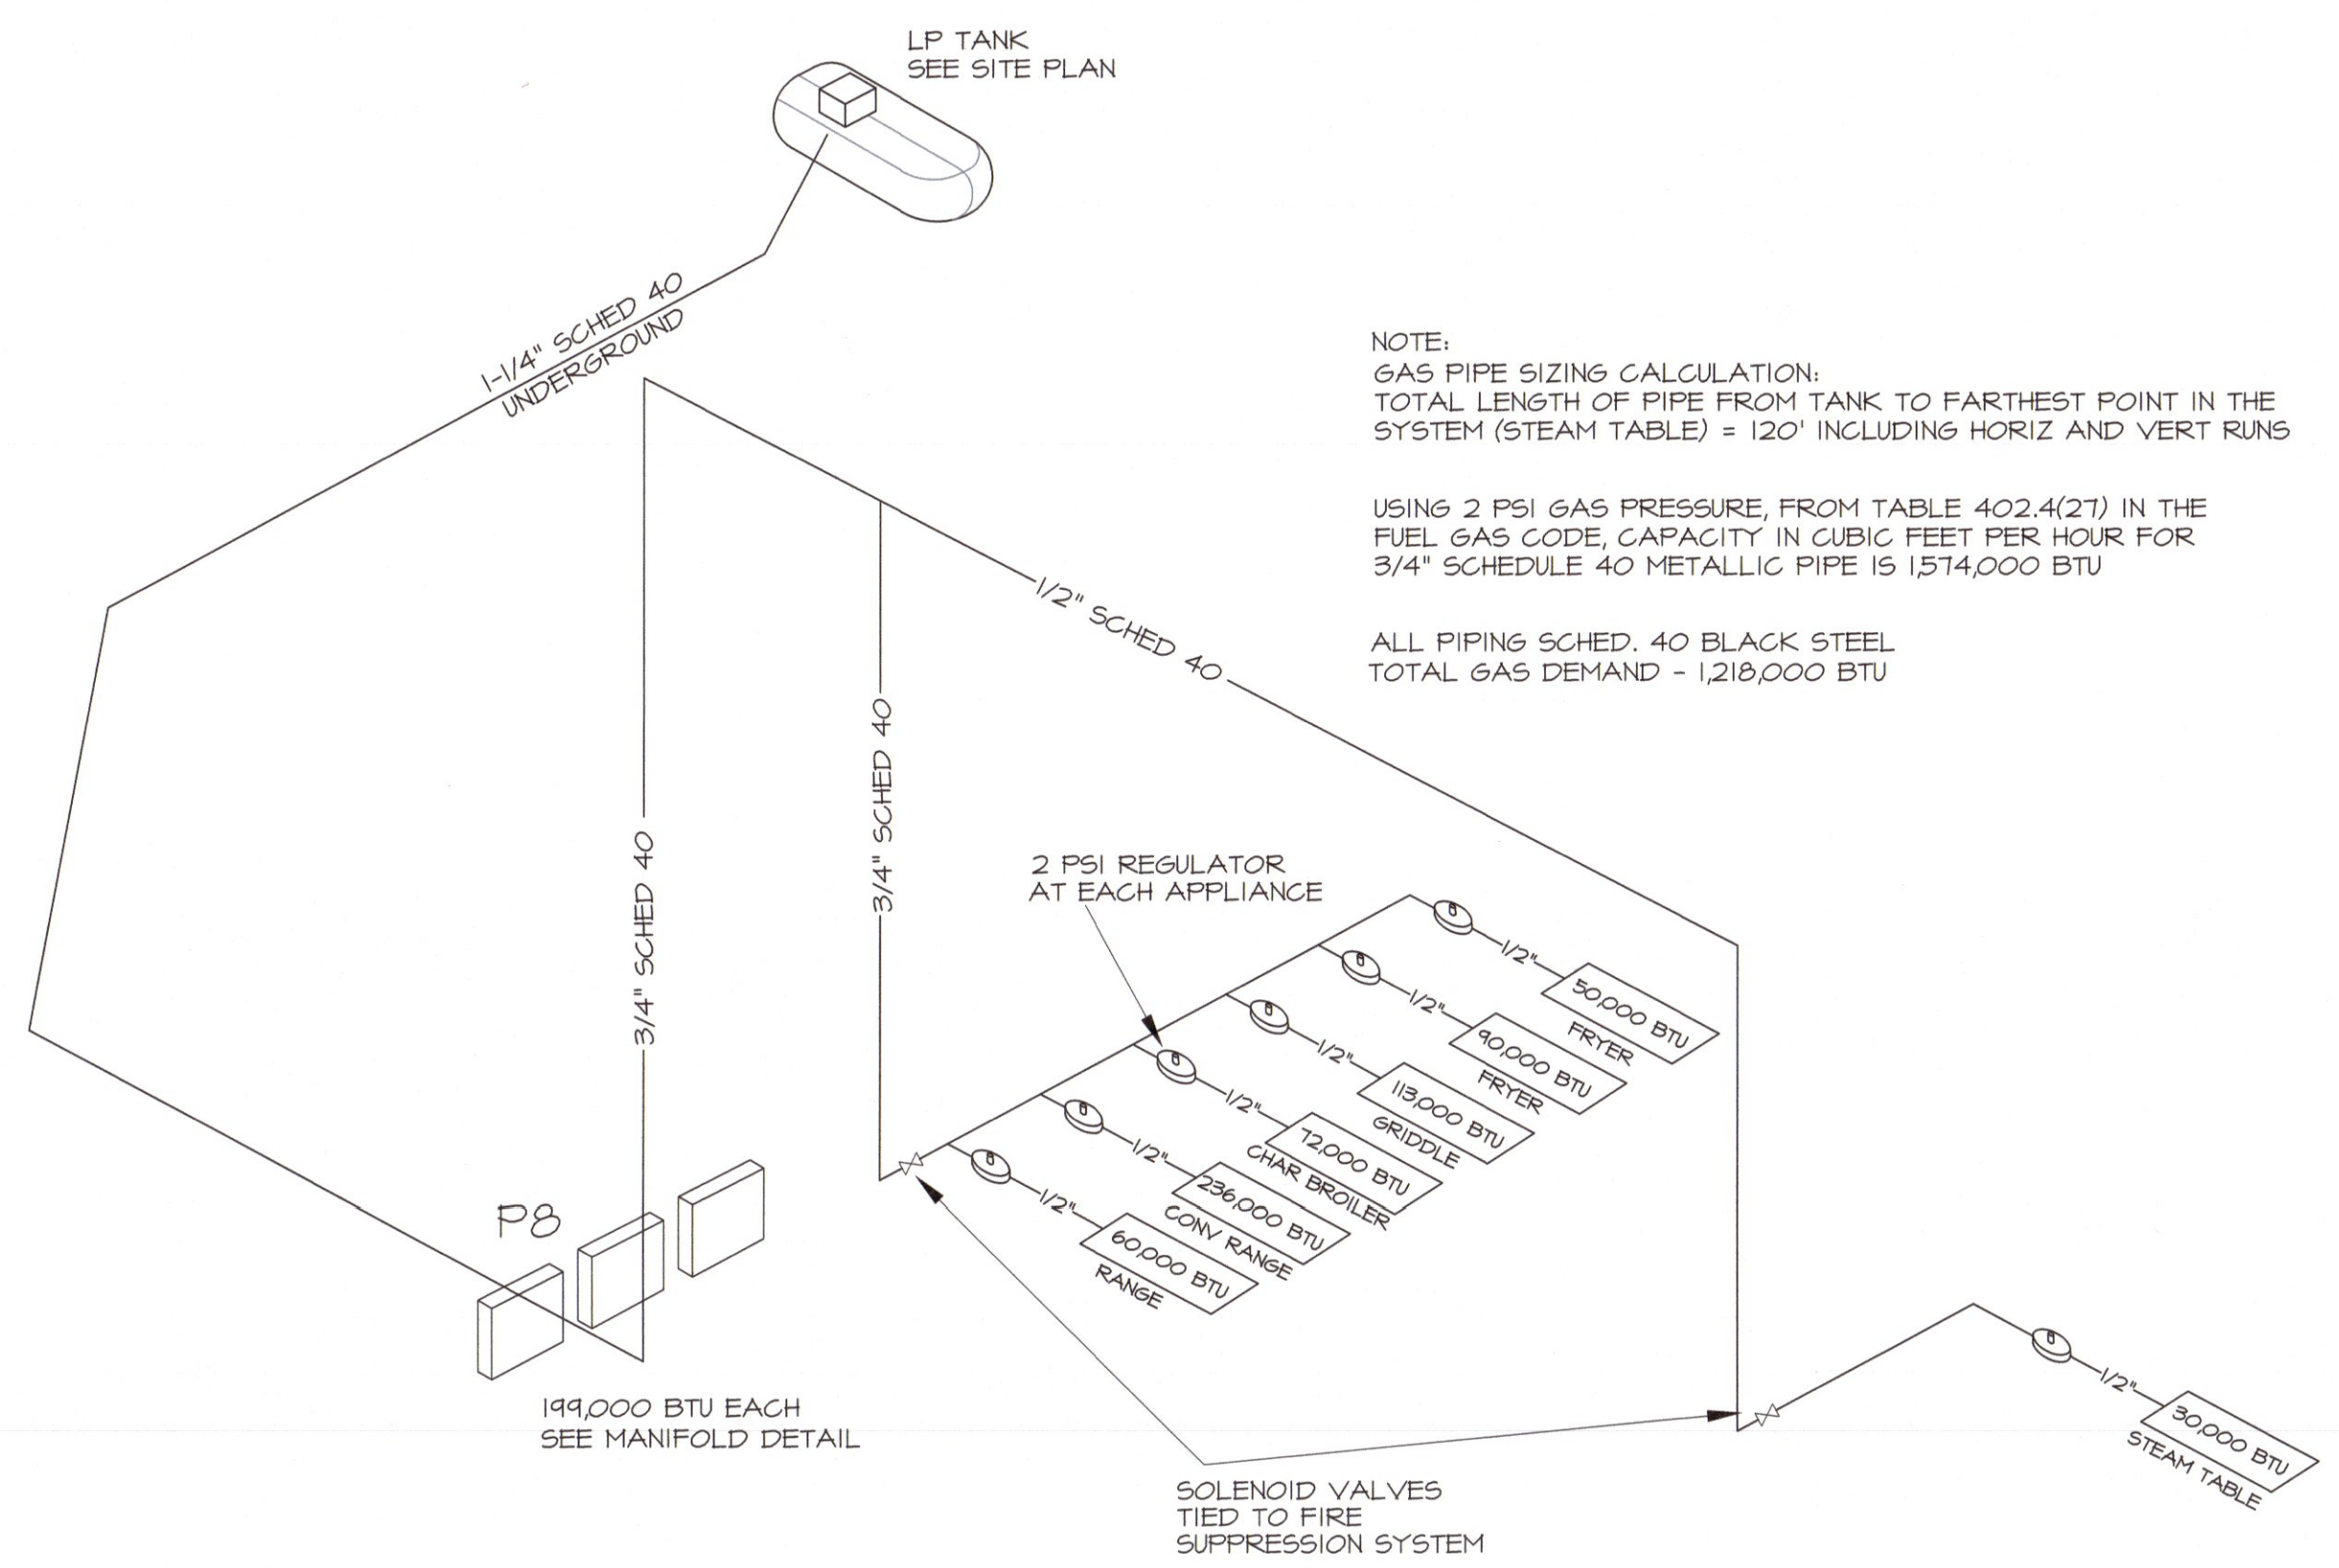 LP TANK
SEE SITE PLAN
1-1/4" SCHED 40
UNDERGROUND
NOTE:
GAS PIPE SIZING CALCULATION:
TOTAL LENGTH OF PIPE FROM TANK TO FARTHEST POINT IN THE
SYSTEM (STEAM TABLE) = 120' INCLUDING HORIZ AND VERT RUNS
USING 2 PSI GAS PRESSURE, FROM TABLE 402.4(27) IN THE
FUEL GAS CODE, CAPACITY IN CUBIC FEET PER HOUR FOR
3/4" SCHEDULE 40 METALLIC PIPE IS 1,574,000 BTU
ALL PIPING SCHED. 40 BLACK STEEL
TOTAL GAS DEMAND - 1,218,000 BTU
1/2" SCHED 40
3/4" SCHED 40
3/4" SCHED 40
2 PSI REGULATOR
AT EACH APPLIANCE
1/2"
50,000 BTU
FRYER
1/2"
90,000 BTU
FRYER
1/2"
113,000 BTU
GRIDDLE
1/2"
72,000 BTU
CHAR BROILER
1/2"
236,000 BTU
CONV RANGE
1/2"
60,000 BTU
RANGE
P8
199,000 BTU EACH
SEE MANIFOLD DETAIL
1/2"
30,000 BTU
STEAM TABLE
SOLENOID VALVES
TIED TO FIRE
SUPPRESSION SYSTEM